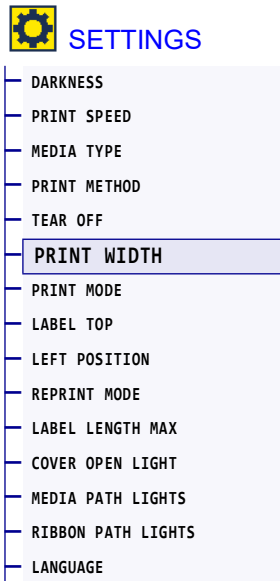 SETTINGS
DARKNESS
PRINT SPEED
MEDIA TYPE
PRINT METHOD
TEAR OFF
PRINT WIDTH
PRINT MODE
LABEL TOP
LEFT POSITION
REPRINT MODE
LABEL LENGTH MAX
COVER OPEN LIGHT
MEDIA PATH LIGHTS
RIBBON PATH LIGHTS
LANGUAGE